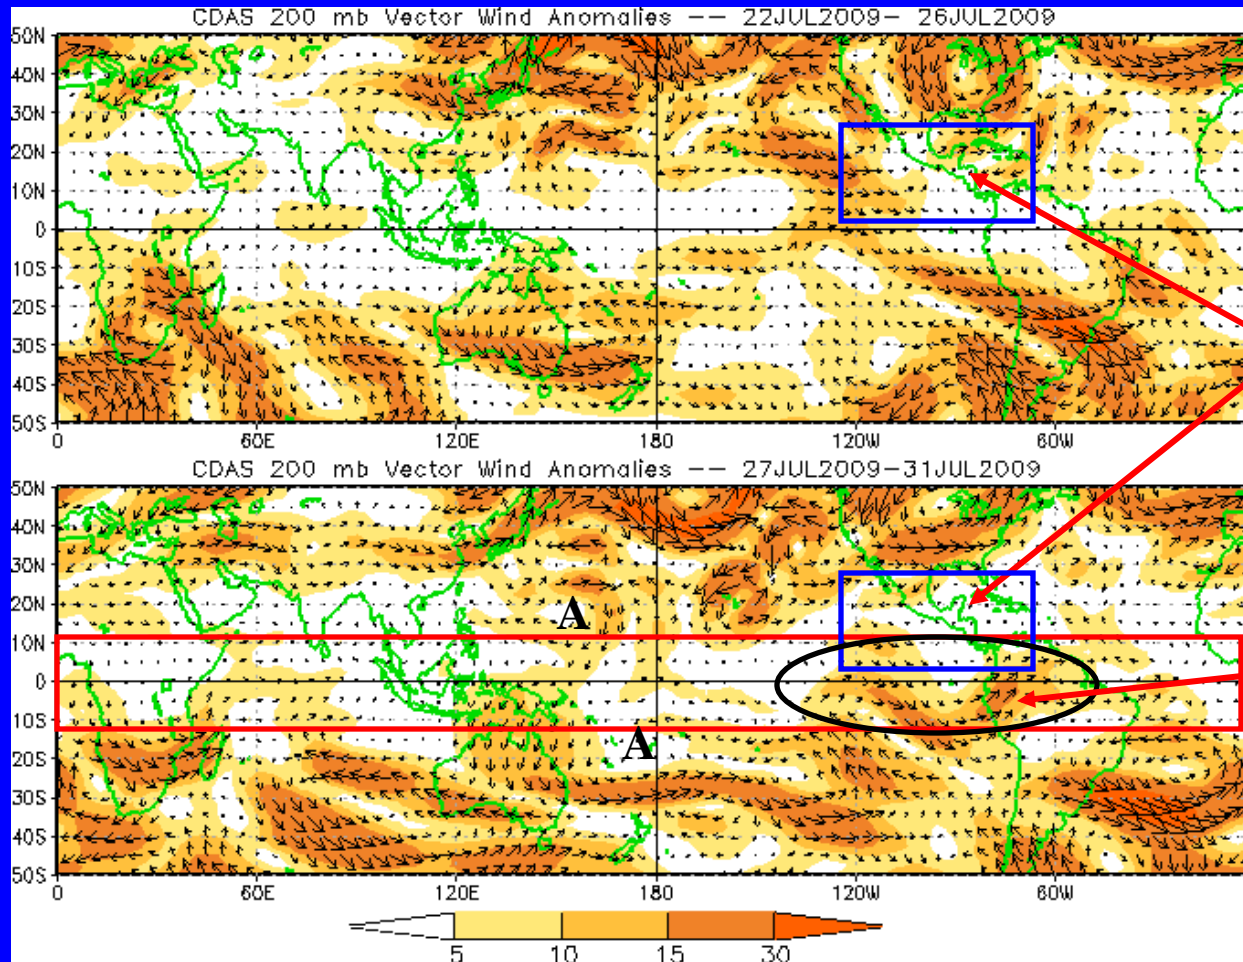 CDAS 200 mb Vector Wind Anomalies -- 22JUL2009- 26JUL2009
50N
40N
30N
20N
10N
0
10S
20S
30S
40S
50S
0 60E 120E 180 120W 60W
CDAS 200 mb Vector Wind Anomalies -- 27JUL2009-31JUL2009
50N
40N
30N
20N
A
10N
0
10S
A
20S
30S
40S
50S
0 60E 120E 180 120W 60W
5 10 15 30